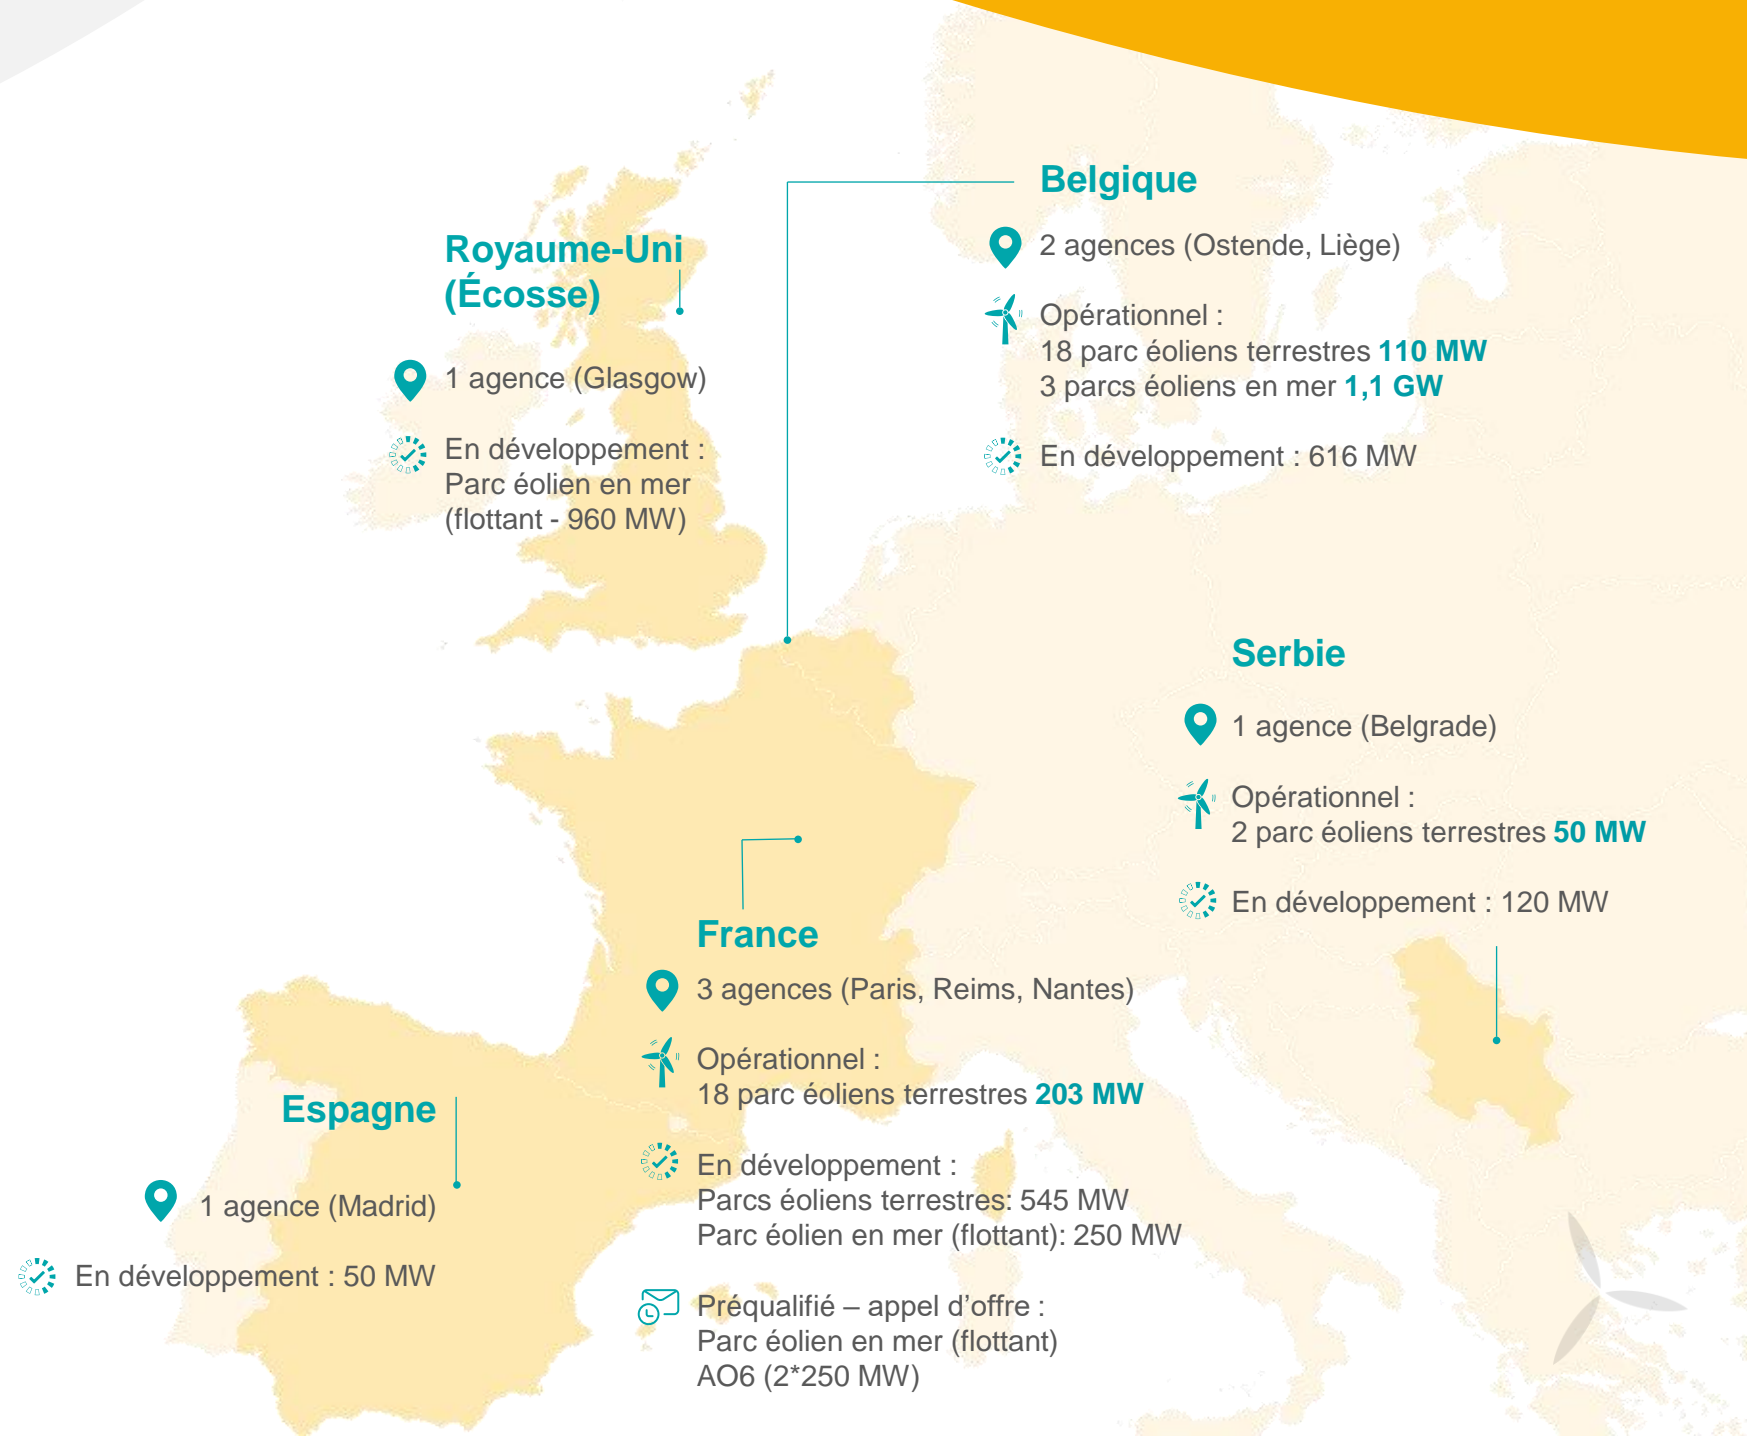 Belgique
2 agences (Ostende, Liège)
Opérationnel :
18 parc éoliens terrestres 110 MW
3 parcs éoliens en mer 1,1 GW
En développement : 616 MW
Royaume-Uni
(Écosse)
1 agence (Glasgow)
En développement :
Parc éolien en mer
(flottant - 960 MW)
Serbie
1 agence (Belgrade)
Opérationnel :
2 parc éoliens terrestres 50 MW
En développement : 120 MW
France
3 agences (Paris, Reims, Nantes)
Opérationnel :
18 parc éoliens terrestres 203 MW
En développement :
Parcs éoliens terrestres: 545 MW
Parc éolien en mer (flottant): 250 MW
Préqualifié – appel d’offre :
Parc éolien en mer (flottant)
AO6 (2*250 MW)
Espagne
1 agence (Madrid)
En développement : 50 MW